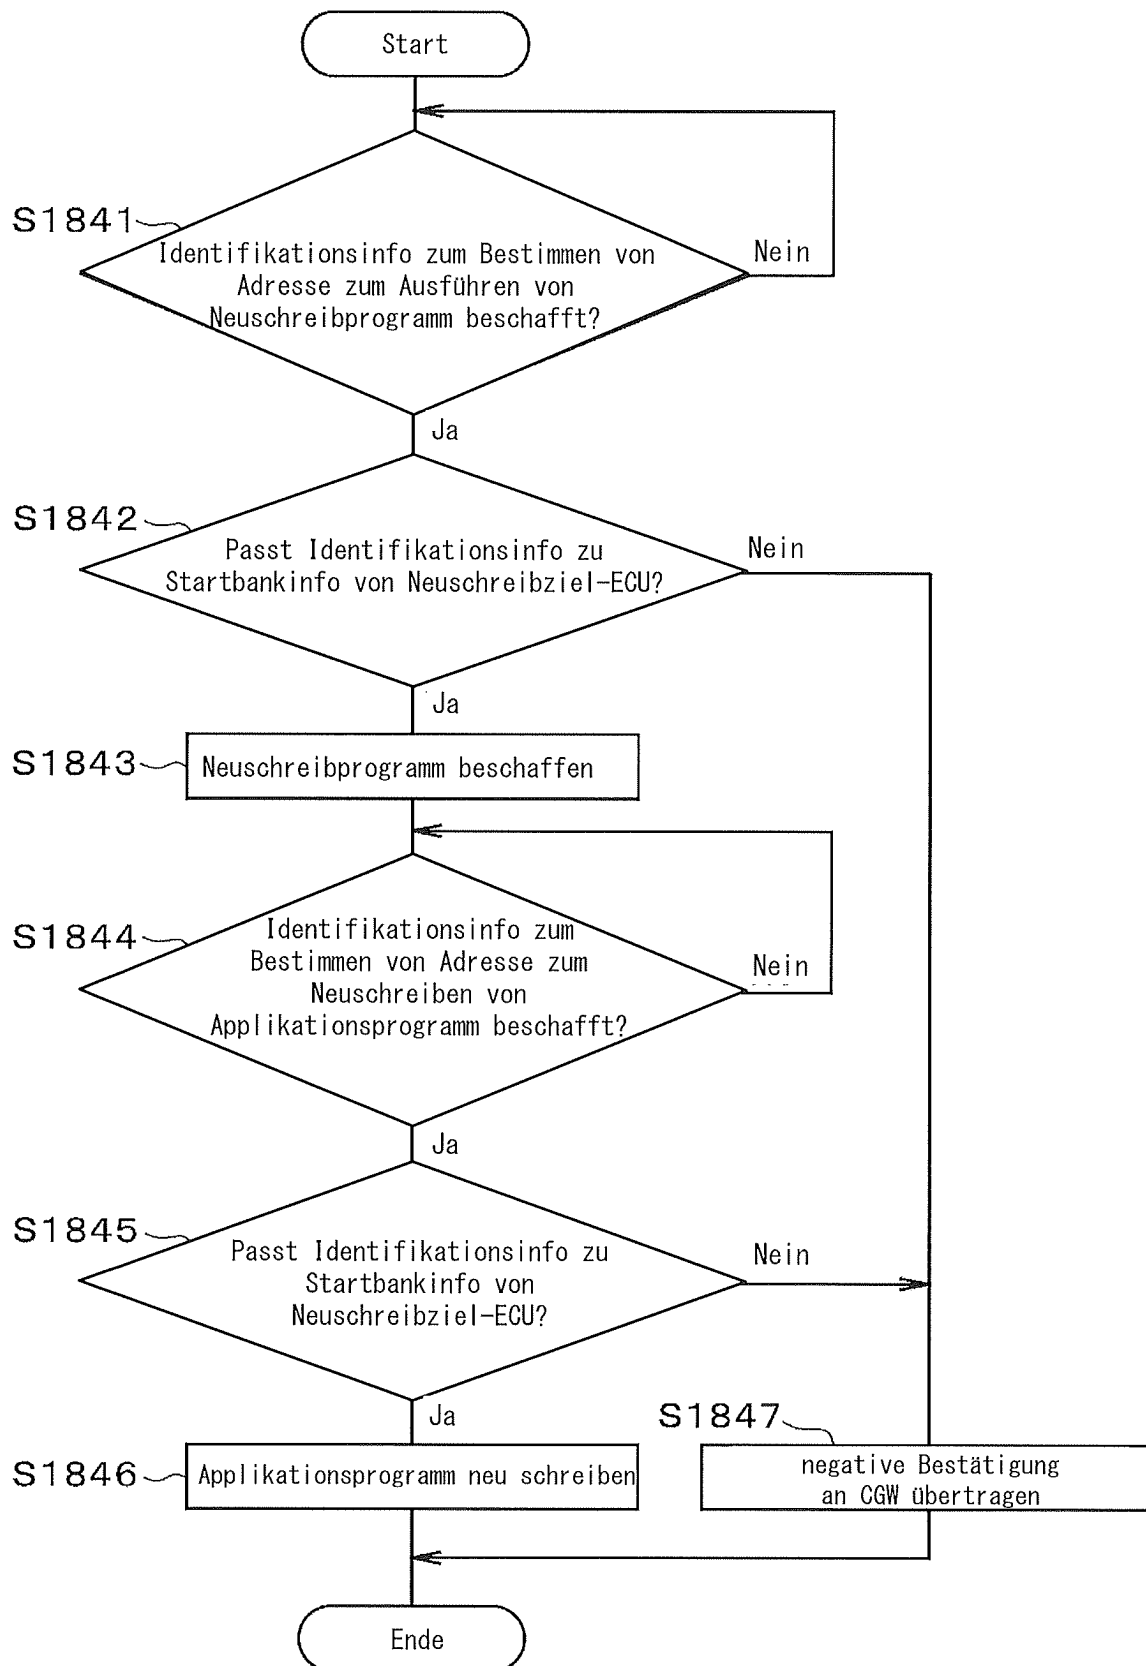 Start
S1841
Identifikationsinfo zum Bestimmen von
Adresse zum Ausführen von
Neuschreibprogramm beschafft?
Nein
Ja
S1842
Passt Identifikationsinfo zu
Startbankinfo von Neuschreibziel-ECU?
Nein
Ja
S1843
Neuschreibprogramm beschaffen
S1844
Identifikationsinfo zum
Bestimmen von Adresse zum
Neuschreiben von
Applikationsprogramm beschafft?
Nein
Ja
S1845
Passt Identifikationsinfo zu
Startbankinfo von
Neuschreibziel-ECU?
Nein
Ja
S1846
Applikationsprogramm neu schreiben
S1847
negative Bestätigung
an CGW übertragen
Ende